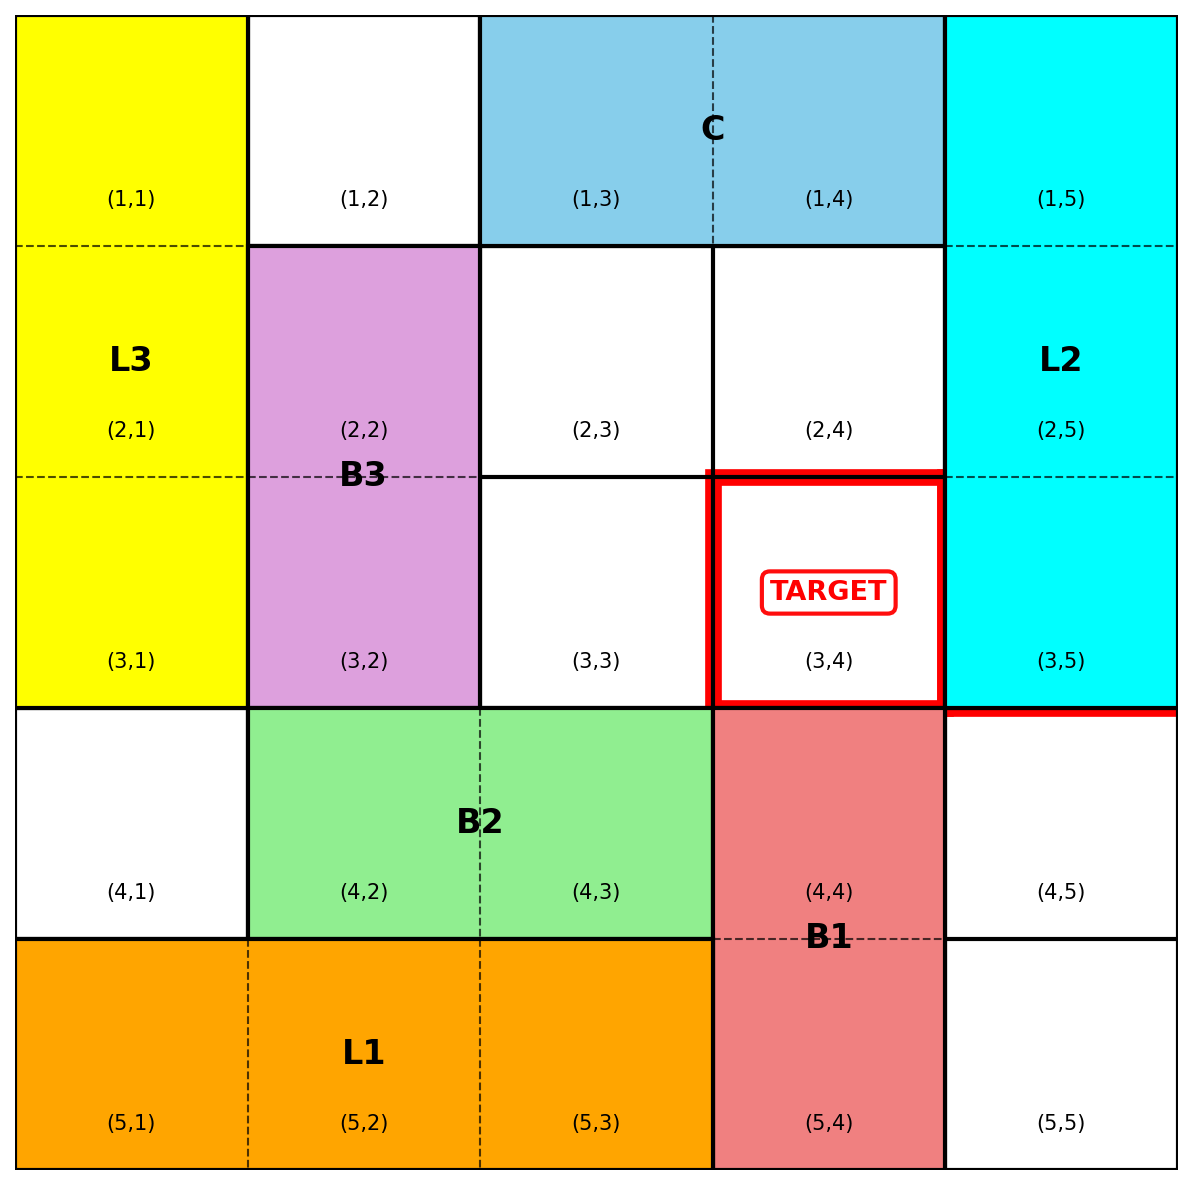 C
(1,1) (1,2) (1,3) (1,4) (1,5)
L3 L2
(2,1) (2,2) (2,3) (2,4) (2,5)
B3
TARGET
(3,1) (3,2) (3,3) (3,4) (3,5)
B2
(4,1) (4,2) (4,3) (4,4) (4,5)
B1
L1
(5,1) (5,2) (5,3) (5,4) (5,5)